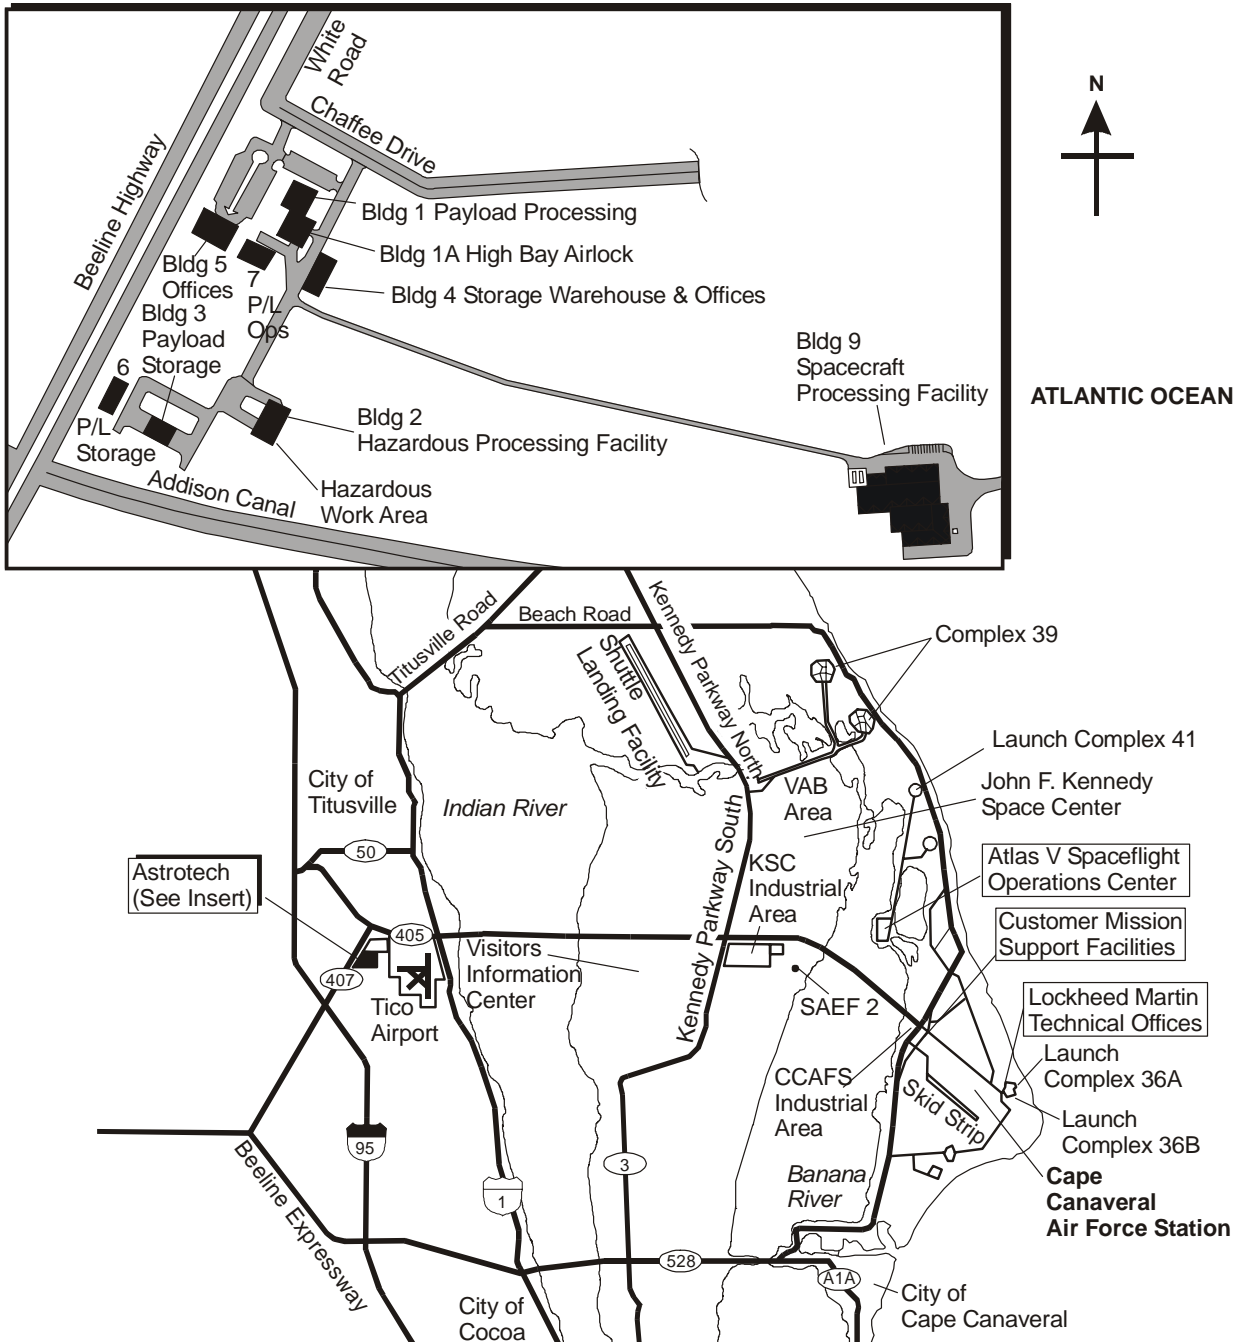 White
Road
Chaffee Drive
Beeline Highway
Bldg 1 Payload Processing
Bldg 1A High Bay Airlock
Bldg 4 Storage Warehouse & Offices
Bldg 5
Offices
7
P/L
Ops
Bldg 3
Payload
Storage
6
P/L
Storage
Bldg 2
Hazardous Processing Facility
Hazardous
Work Area
Addison Canal
Bldg 9
Spacecraft
Processing Facility
N
ATLANTIC OCEAN
Titusville Road
Beach Road
Kennedy Parkway North
Shuttle
Landing Facility
Complex 39
Launch Complex 41
John F. Kennedy
Space Center
VAB
Area
City of
Titusville
Indian River
Kennedy Parkway South
KSC
Industrial
Area
Atlas V Spaceflight
Operations Center
Customer Mission
Support Facilities
50
Astrotech
(See Insert)
405
407
Visitors
Information
Center
Tico
Airport
SAEF 2
Lockheed Martin
Technical Offices
Launch
Complex 36A
Launch
Complex 36B
CCAFS
Industrial
Area
Skid Strip
Cape
Canaveral
Air Force Station
Banana
River
95
1
3
Beeline Expressway
528
A1A
City of
Cocoa
City of
Cape Canaveral